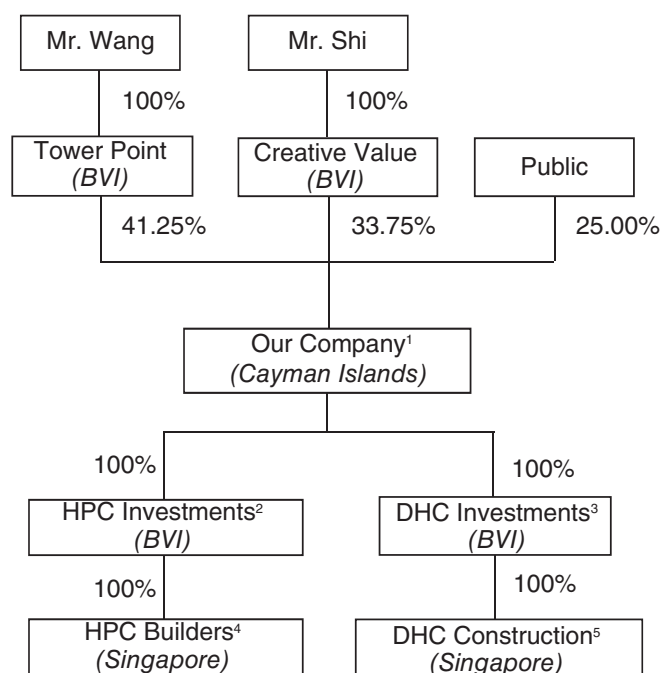 Mr. Wang
Mr. Shi
100%
100%
Tower Point
(BVI)
Creative Value
(BVI)
Public
41.25%
33.75%
25.00%
Our Company¹
(Cayman Islands)
100%
100%
HPC Investments²
(BVI)
DHC Investments³
(BVI)
100%
100%
HPC Builders⁴
(Singapore)
DHC Construction⁵
(Singapore)